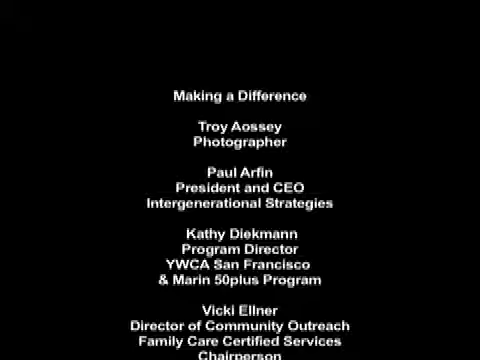 Making a Difference
Troy Aossey
Photographer
Paul Arfin
President and CEO
Intergenerational Strategies
Kathy Diekmann
Program Director
YWCA San Francisco
& Marin 50plus Program
Vicki Ellner
Director of Community Outreach
Family Care Certified Services
Chairperson